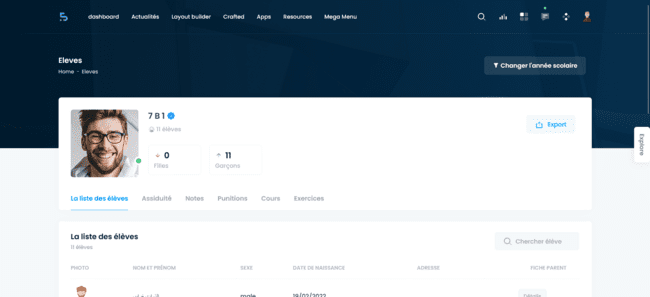 dashboard Actualités Layout builder Crafted Apps Resources Mega Menu
Eleves
Home - Eleves
Changer l'année scolaire
Explore
7 B 1
11 élèves
Export
0
Filles
11
Garçons
La liste des élèves Assiduité Notes Punitions Cours Exercices
La liste des élèves
11 élèves
Chercher élève
PHOTO NOM ET PRÉNOM SEXE DATE DE NAISSANCE ADRESSE FICHE PARENT
male 19/02/2022